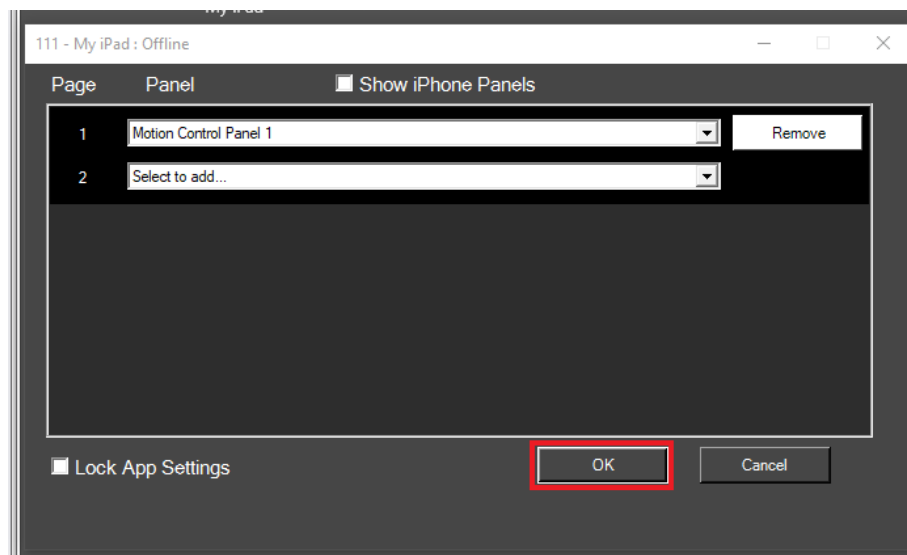 111 - My iPad : Offline
Page Panel Show iPhone Panels
1 Motion Control Panel 1 Remove
2 Select to add...
Lock App Settings OK Cancel